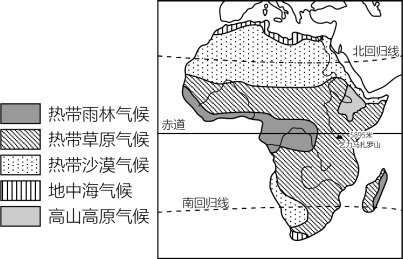 北回归线
赤道
热带雨林气候
热带草原气候
热带沙漠气候
地中海气候
高山高原气候
南回归线
5895米
乞力马扎罗山